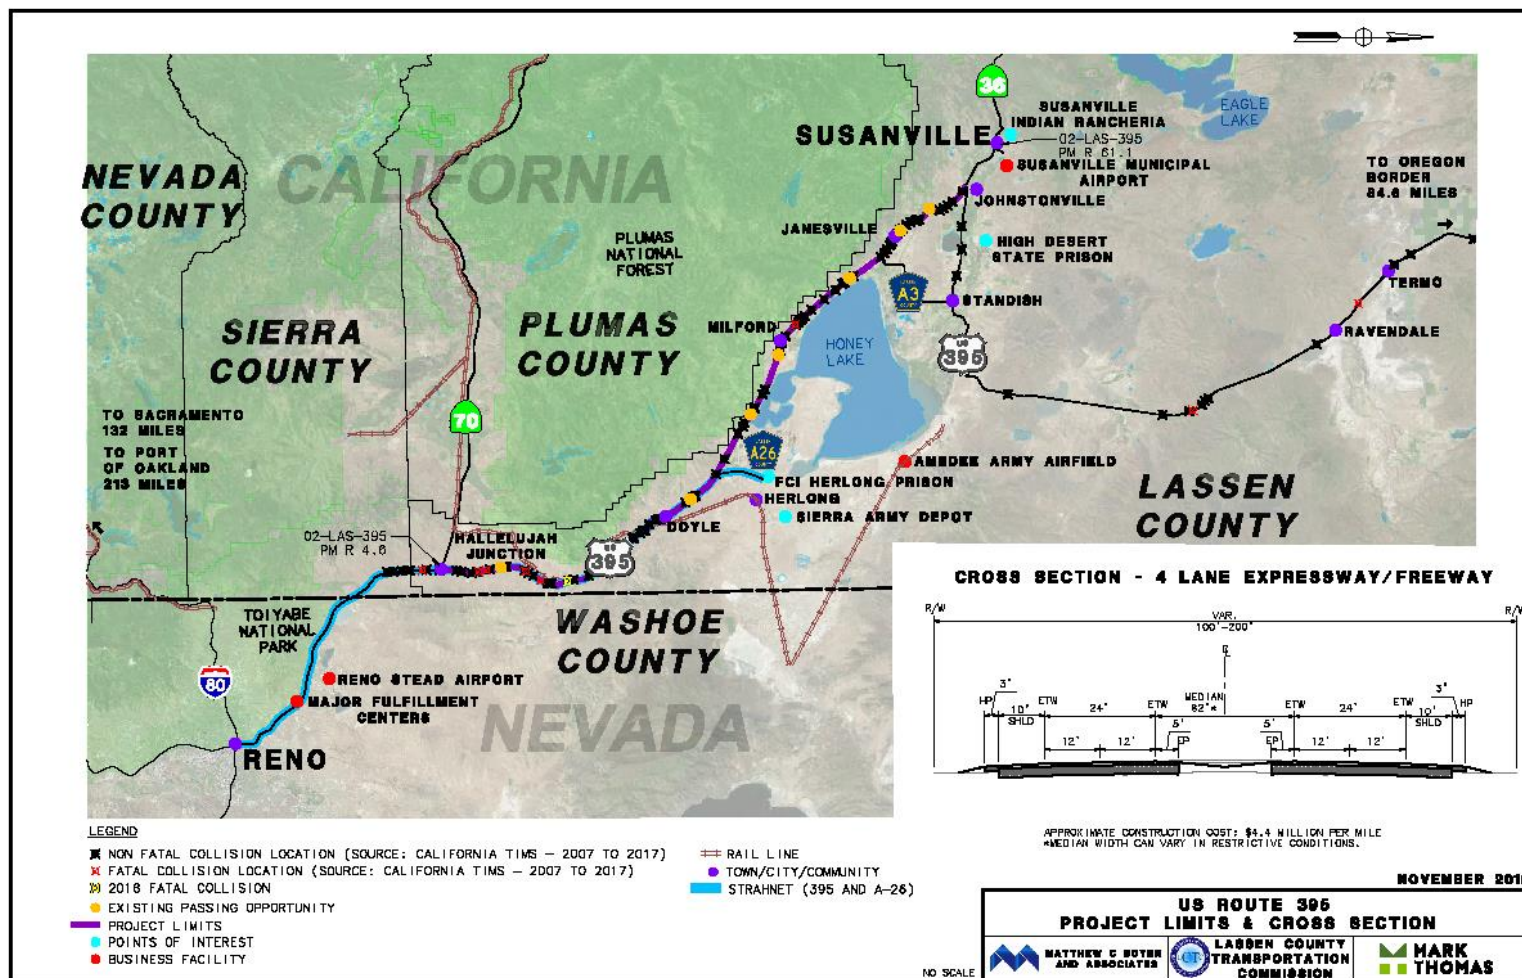 36
SUSANVILLE
INDIAN RANCHERIA
EAGLE
LAKE
SUSANVILLE
02-LAS-395
PM R 61.1
SUSANVILLE MUNICIPAL
AIRPORT
TO OREGON
BORDER
84.6 MILES
NEVADA
COUNTY
CALIFORNIA
JOHNSTONVILLE
JANESVILLE
PLUMAS
NATIONAL
FOREST
HIGH DESERT
STATE PRISON
TERMO
A3
STANDISH
SIERRA
COUNTY
PLUMAS
COUNTY
MILFORD
RAVENDALE
HONEY
LAKE
US
395
TO SACRAMENTO
132 MILES
70
TO PORT
OF OAKLAND
213 MILES
A26
AMEDEE ARMY AIRFIELD
FCI HERLONG PRISON
HERLONG
LASSEN
COUNTY
SIERRA ARMY DEPOT
DOYLE
02-LAS-395
PM R 4.6
HALLELUJAH
JUNCTION
US
395
TOIYABE
NATIONAL
PARK
WASHOE
COUNTY
80
RENO STEAD AIRPORT
MAJOR FULFILLMENT
CENTERS
NEVADA
RENO
CROSS SECTION - 4 LANE EXPRESSWAY/FREEWAY
R/W
VAR.
R/W
100'-200'
℄
3'
3'
HP
ETW
ETW
MEDIAN
ETW
ETW
HP
10'
24'
62'*
24'
10'
SHLD
SHLD
5'
5'
12'
12'
EP
EP
12'
12'
APPROXIMATE CONSTRUCTION COST: $4.4 MILLION PER MILE
*MEDIAN WIDTH CAN VARY IN RESTRICTIVE CONDITIONS.
LEGEND
NON FATAL COLLISION LOCATION (SOURCE: CALIFORNIA TIMS - 2007 TO 2017)
FATAL COLLISION LOCATION (SOURCE: CALIFORNIA TIMS - 2007 TO 2017)
2018 FATAL COLLISION
EXISTING PASSING OPPORTUNITY
PROJECT LIMITS
POINTS OF INTEREST
BUSINESS FACILITY
RAIL LINE
TOWN/CITY/COMMUNITY
STRAHNET (395 AND A-26)
NOVEMBER
US ROUTE 395
PROJECT LIMITS & CROSS SECTION
MATTHEW C BOYER
AND ASSOCIATES
LASSEN COUNTY
TRANSPORTATION
COMMISSION
MARK
THOMAS
NO SCALE